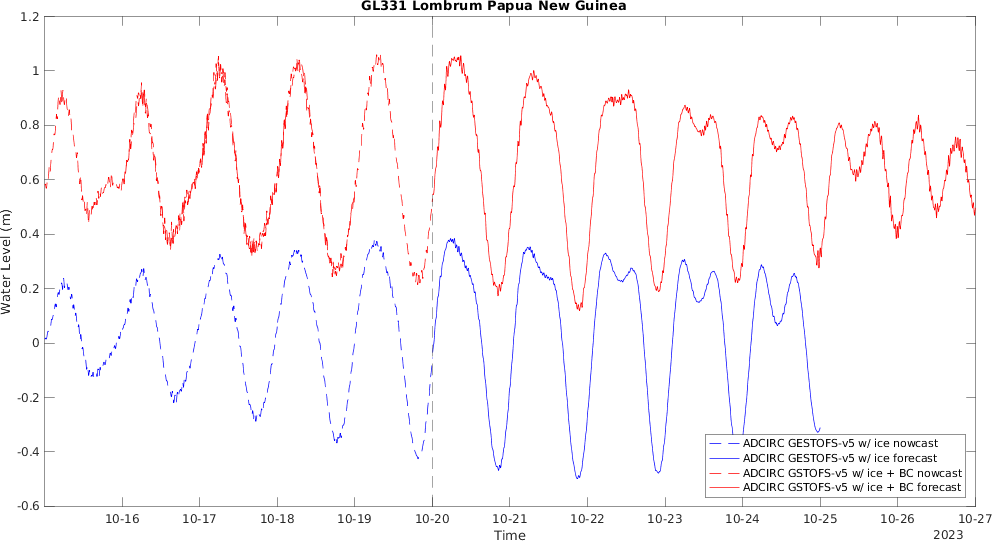 GL331 Lombrum Papua New Guinea
1.2
1
0.8
0.6
0.4
0.2
0
-0.2
-0.4
-0.6
Water Level (m)
ADCIRC GESTOFS-v5 w/ ice nowcast
ADCIRC GESTOFS-v5 w/ ice forecast
ADCIRC GSTOFS-v5 w/ ice + BC nowcast
ADCIRC GSTOFS-v5 w/ ice + BC forecast
10-16 10-17 10-18 10-19 10-20 10-21 10-22 10-23 10-24 10-25 10-26 10-27
Time
2023